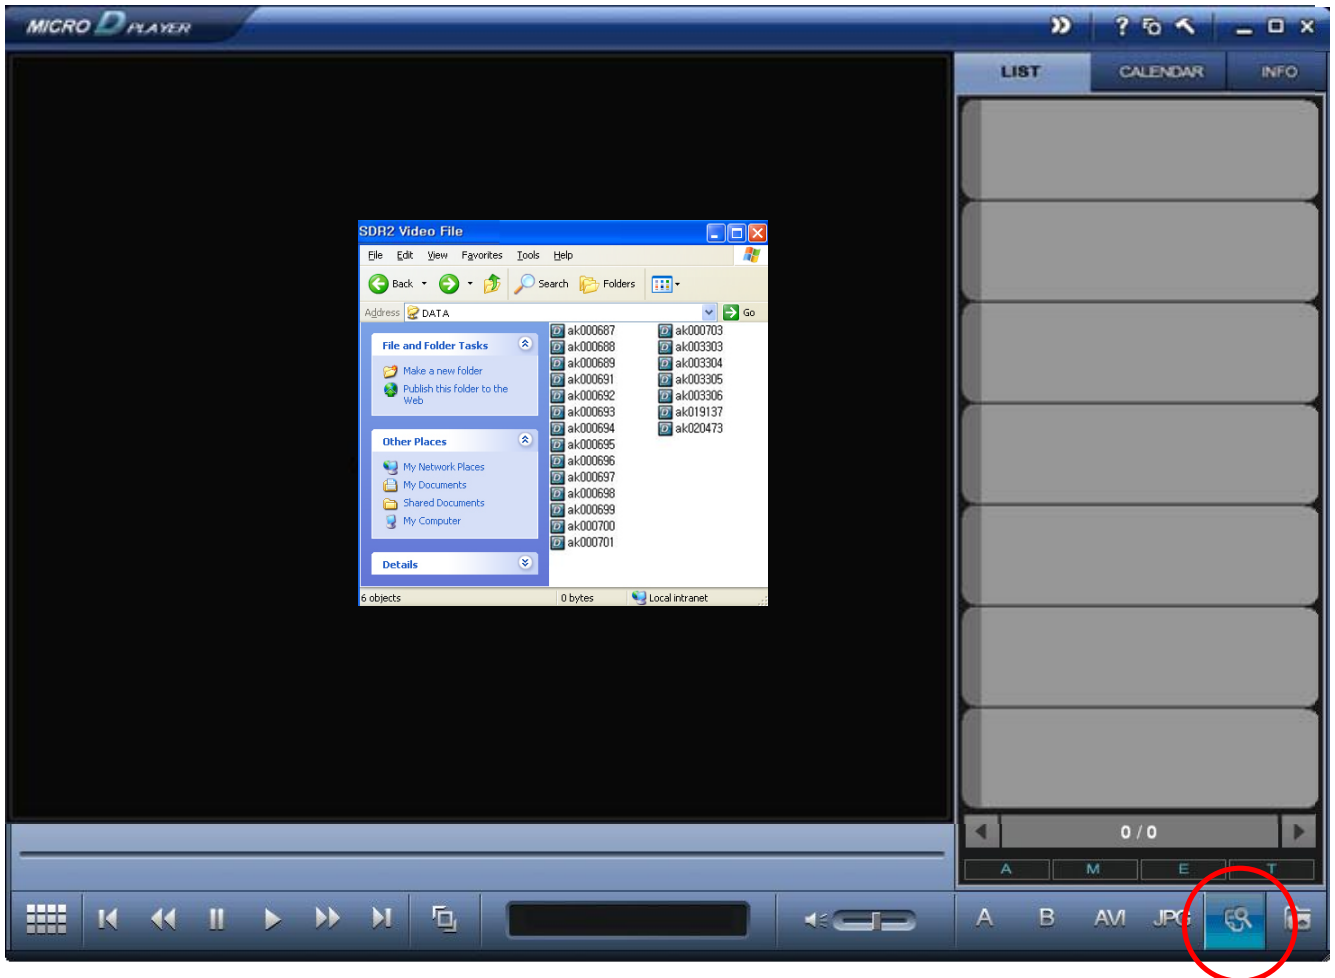 MICRO D PLAYER
?
LIST CALENDAR INFO
SDR2 Video File
File Edit View Favorites Tools Help
Back Search Folders
Address DATA Go
File and Folder Tasks
Make a new folder
Publish this folder to the
Web
Other Places
My Network Places
My Documents
Shared Documents
My Computer
Details
ak000687
ak000688
ak000689
ak000691
ak000692
ak000693
ak000694
ak000695
ak000696
ak000697
ak000698
ak000699
ak000700
ak000701
ak000703
ak003303
ak003304
ak003305
ak003306
ak019137
ak020473
6 objects 0 bytes Local intranet
0 / 0
A M E T
A B AVI JPG